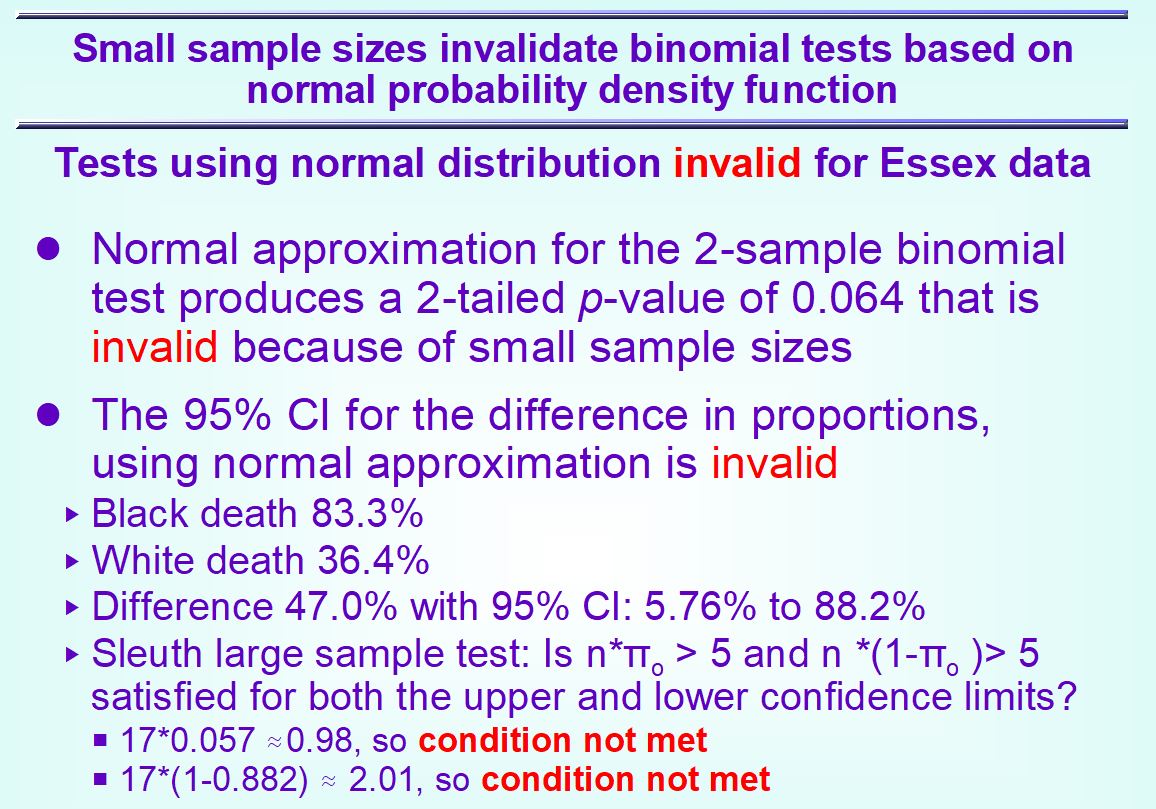 Small sample sizes invalidate binomial tests based on
normal probability density function
Tests using normal distribution invalid for Essex data
● Normal approximation for the 2-sample binomial
test produces a 2-tailed p-value of 0.064 that is
invalid because of small sample sizes
● The 95% CI for the difference in proportions,
using normal approximation is invalid
▸ Black death 83.3%
▸ White death 36.4%
▸ Difference 47.0% with 95% CI: 5.76% to 88.2%
▸ Sleuth large sample test: Is n*πₒ > 5 and n *(1-πₒ )> 5
satisfied for both the upper and lower confidence limits?
■ 17*0.057 ≈0.98, so condition not met
■ 17*(1-0.882) ≈ 2.01, so condition not met